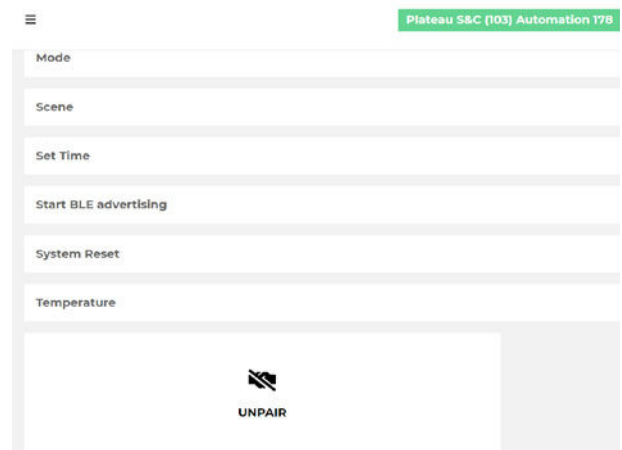 Plateau S&C (103) Automation 178
Mode
Scene
Set Time
Start BLE advertising
System Reset
Temperature
UNPAIR